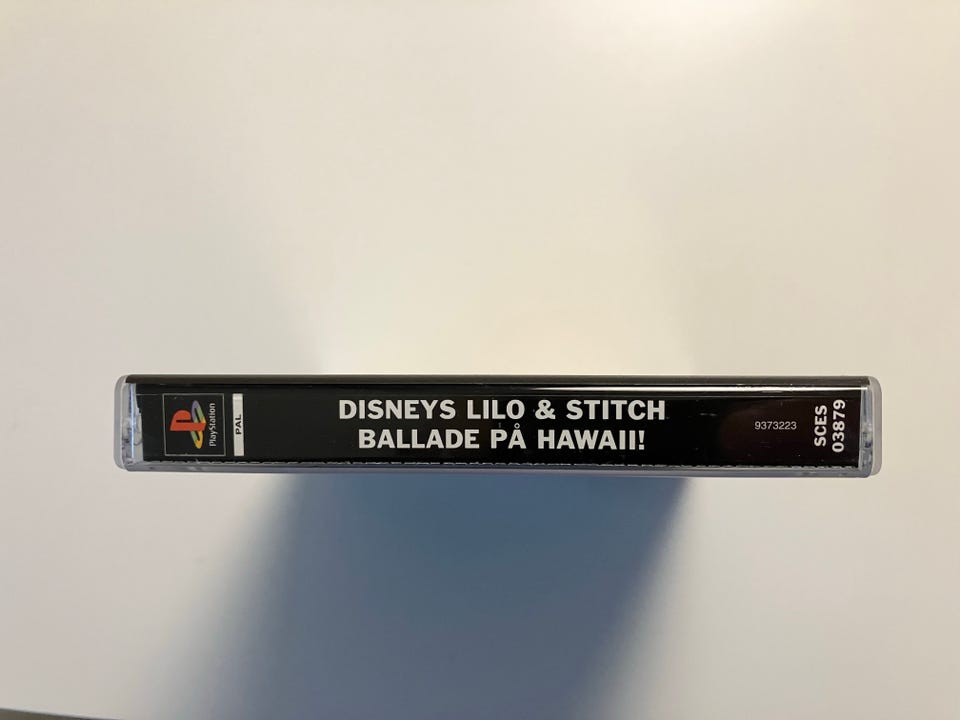 PlayStation
PAL
DISNEYS LILO & STITCH
BALLADE PÅ HAWAII!
9373223
SCES
03879